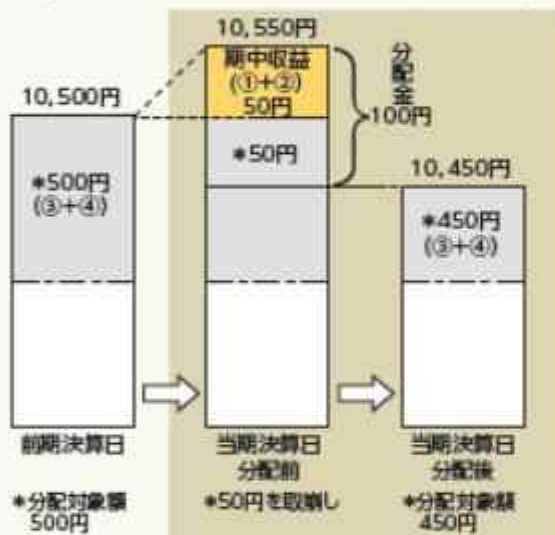 10,500円
*500円
(③+④)
前期決算日
*分配対象額
500円
10,550円
期中収益
(①+②)
50円
*50円
分配金
100円
当期決算日
分配前
*50円を取崩し
10,450円
*450円
(③+④)
当期決算日
分配後
*分配対象額
450円